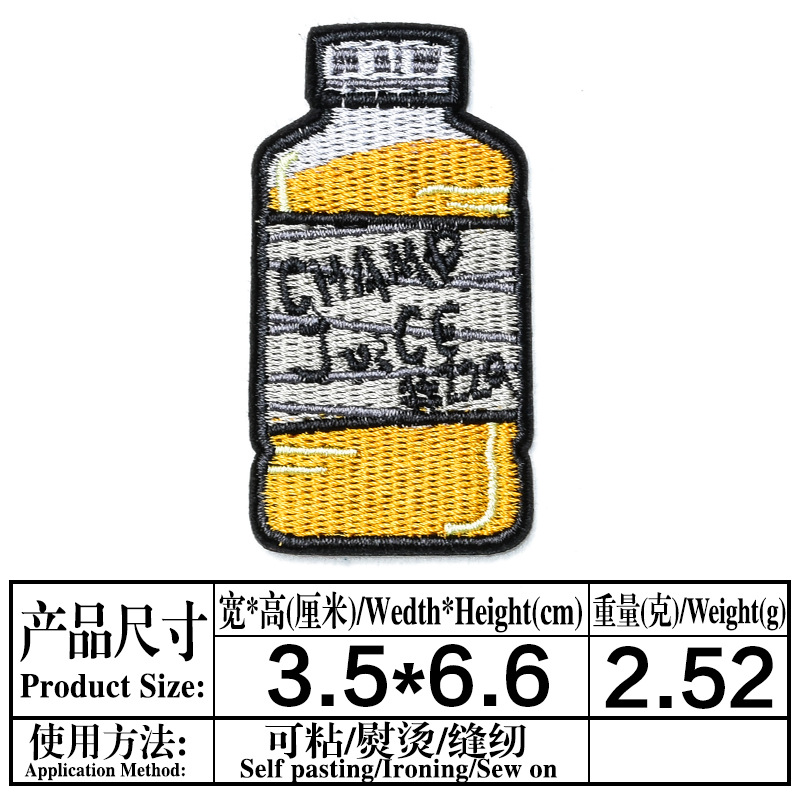 CHAMP
JuiCE
产品尺寸
Product Size:
宽*高(厘米)/Wedth*Height(cm)
3.5*6.6
重量(克)/Weight(g)
2.52
使用方法:
Application Method:
可粘/熨烫/缝纫
Self pasting/Ironing/Sew on